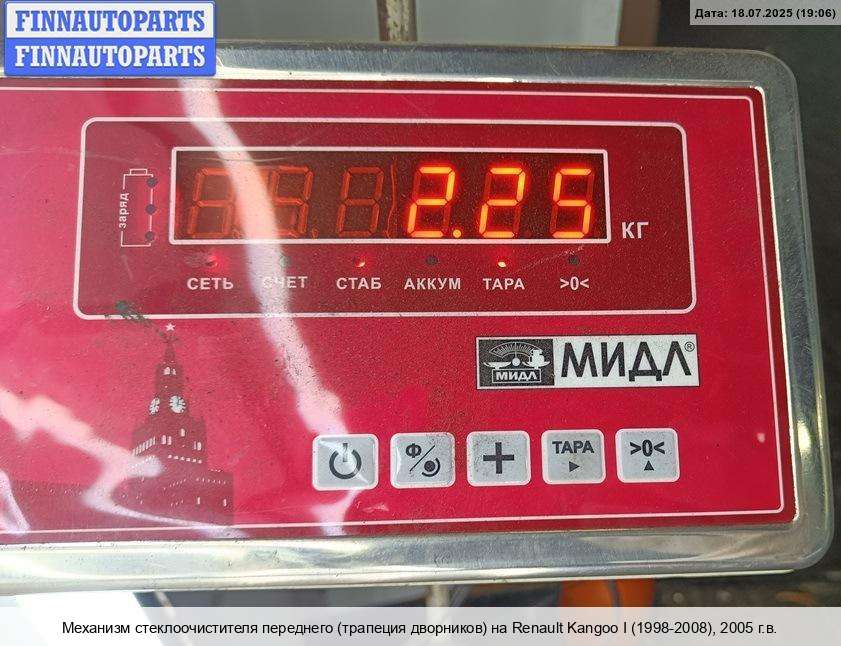 FINNAUTOPARTS
FINNAUTOPARTS
Дата: 18.07.2025 (19:06)
заряд
2.25 КГ
СЕТЬ СЧЕТ СТАБ АККУМ ТАРА >0<
МИДЛ МИДЛ®
Ф ТАРА >0<
Механизм стеклоочистителя переднего (трапеция дворников) на Renault Kangoo I (1998-2008), 2005 г.в.